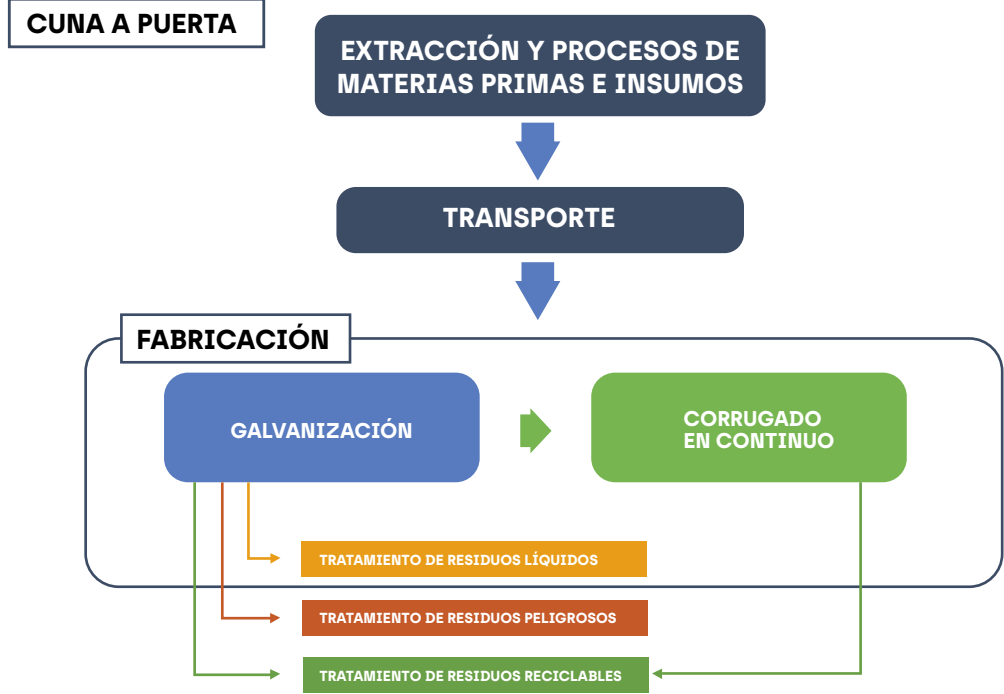 CUNA A PUERTA
EXTRACCIÓN Y PROCESOS DE
MATERIAS PRIMAS E INSUMOS
TRANSPORTE
FABRICACIÓN
GALVANIZACIÓN
CORRUGADO
EN CONTINUO
TRATAMIENTO DE RESIDUOS LÍQUIDOS
TRATAMIENTO DE RESIDUOS PELIGROSOS
TRATAMIENTO DE RESIDUOS RECICLABLES